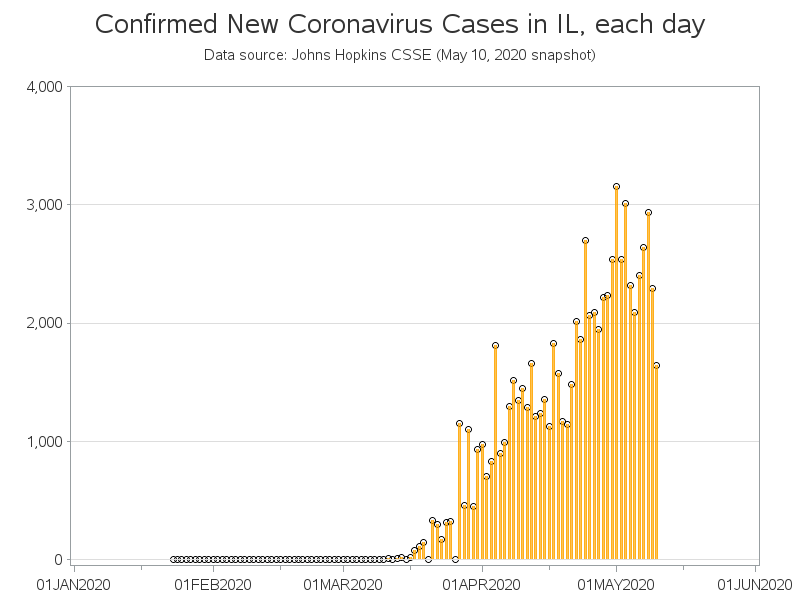 Confirmed New Coronavirus Cases in IL, each day
Data source: Johns Hopkins CSSE (May 10, 2020 snapshot)
4,000
3,000
2,000
1,000
0
01JAN2020 01FEB2020 01MAR2020 01APR2020 01MAY2020 01JUN2020